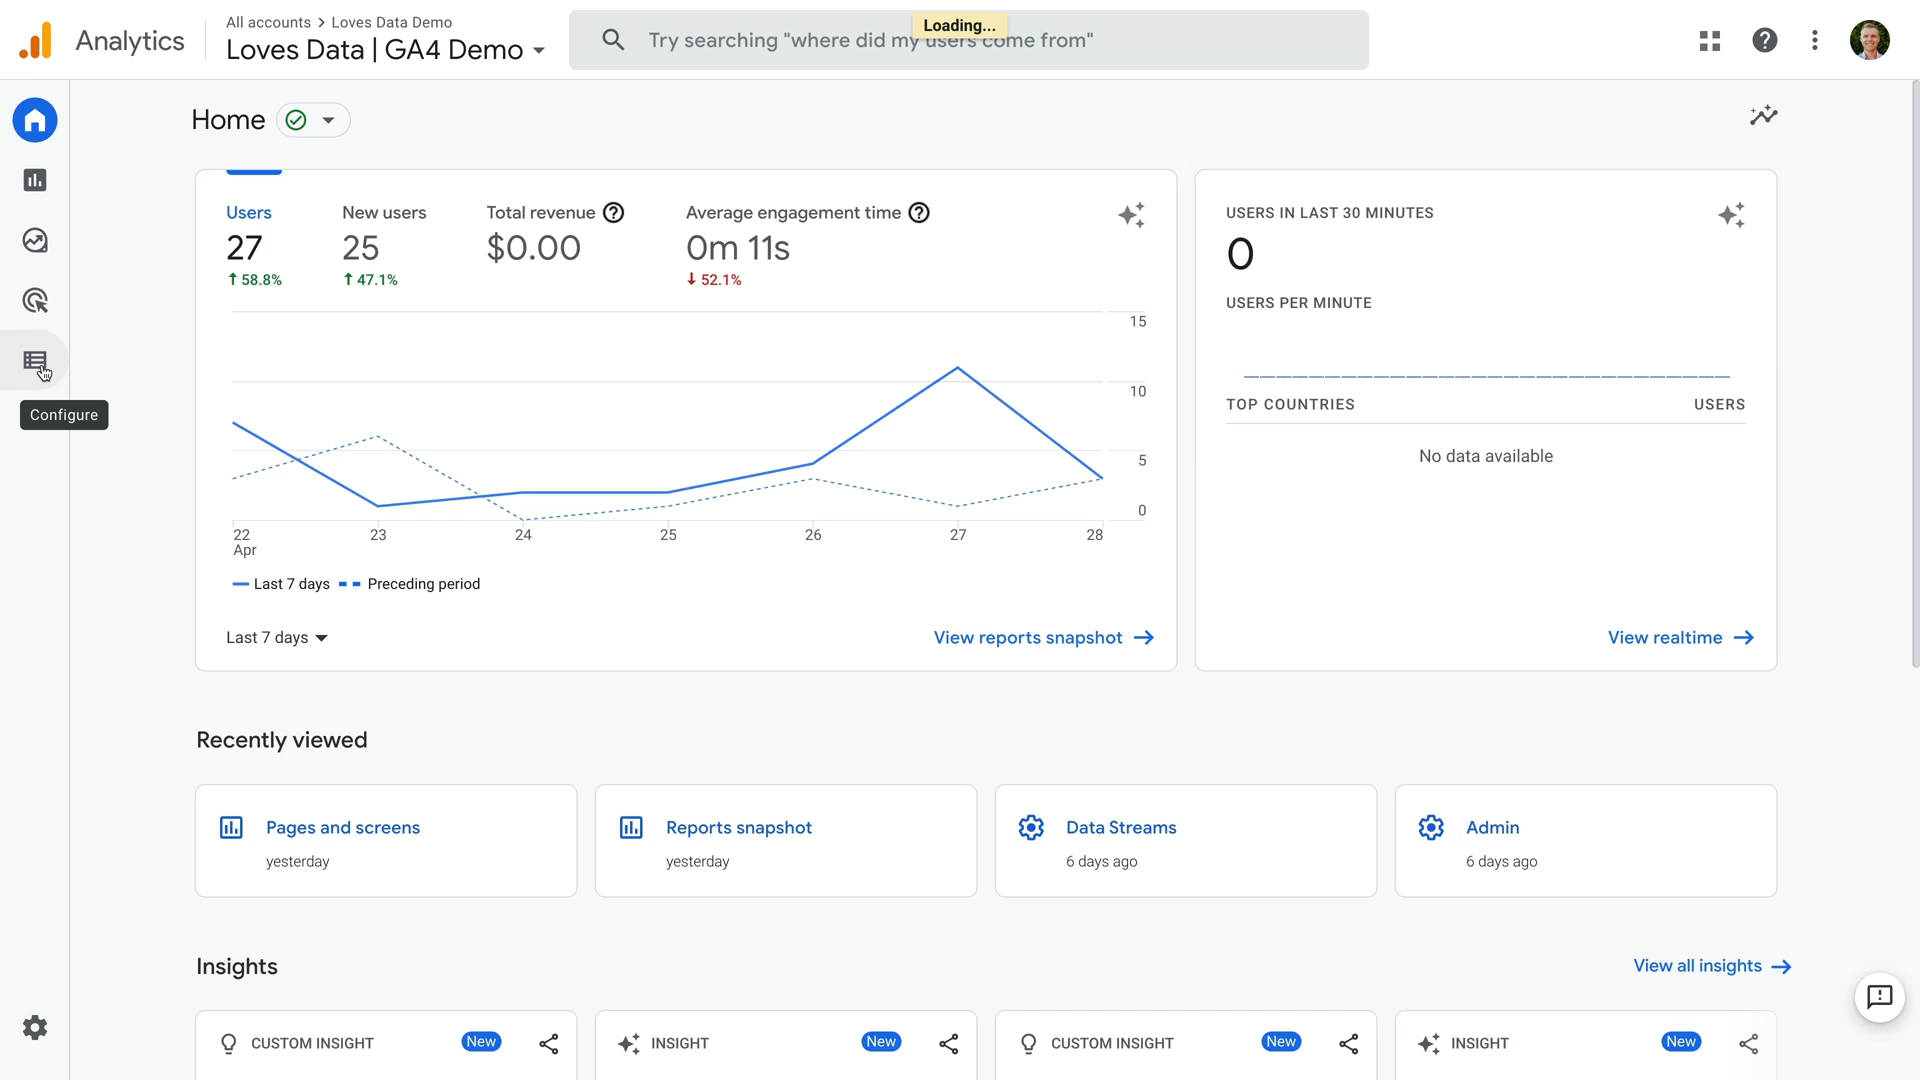 Analytics
All accounts > Loves Data Demo
Loves Data | GA4 Demo
Try searching "where did my users come from"
Loading...
Home
Configure
Users
27
58.8%
New users
25
47.1%
Total revenue
$0.00
Average engagement time
0m 11s
52.1%
15
10
5
0
22
Apr
23
24
25
26
27
28
Last 7 days
Preceding period
Last 7 days
View reports snapshot
USERS IN LAST 30 MINUTES
0
USERS PER MINUTE
TOP COUNTRIES
USERS
No data available
View realtime
Recently viewed
Pages and screens
yesterday
Reports snapshot
yesterday
Data Streams
6 days ago
Admin
6 days ago
Insights
View all insights
CUSTOM INSIGHT
New
INSIGHT
New
CUSTOM INSIGHT
New
INSIGHT
New